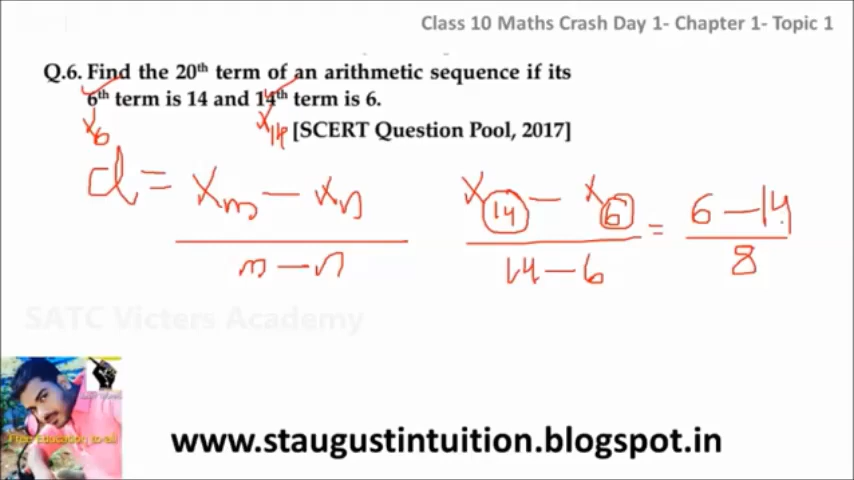 Class 10 Maths Crash Day 1- Chapter 1- Topic 1
Q.6. Find the 20th term of an arithmetic sequence if its
6th term is 14 and 14th term is 6.
x6 x14 [SCERT Question Pool, 2017]
d = xm − xn / m − n x14 − x6 / 14 − 6 = 6 − 14 / 8
SATC Victers Academy
Free education to all
www.staugustintuition.blogspot.in